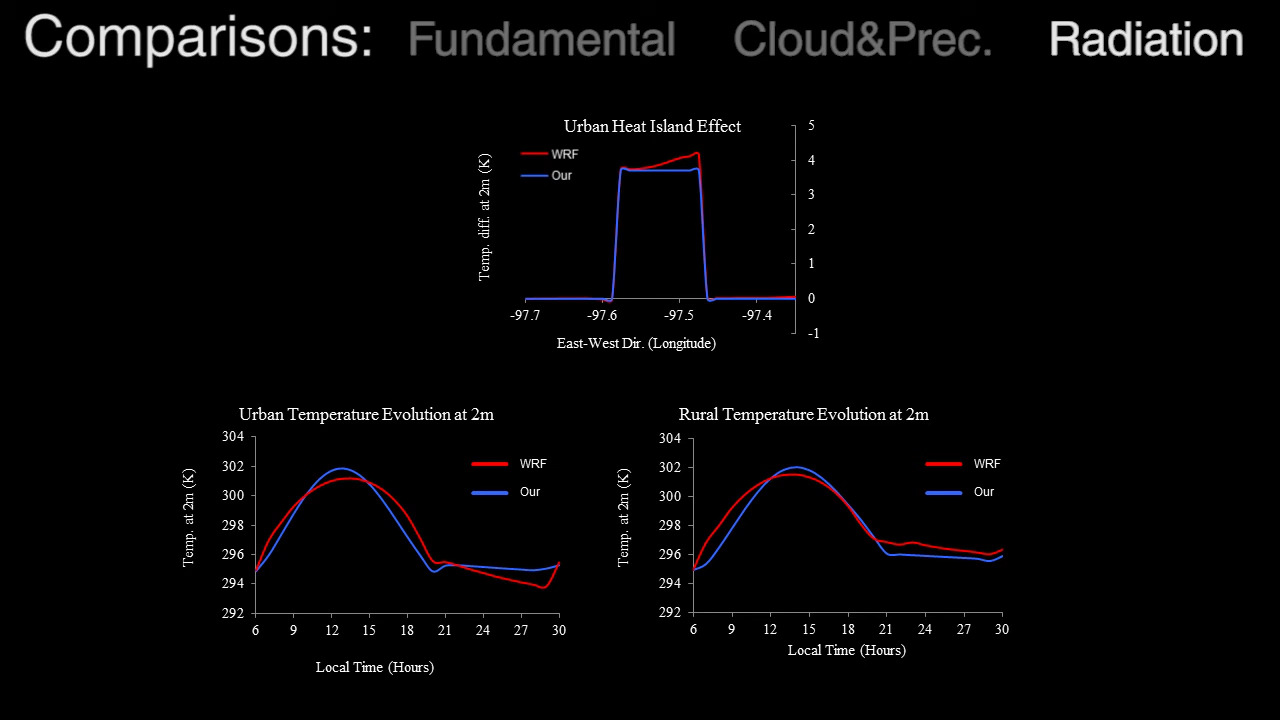 Comparisons: Fundamental Cloud&Prec. Radiation
Urban Heat Island Effect
WRF
Our
Temp. diff. at 2m (K)
5
4
3
2
1
0
-1
-97.7 -97.6 -97.5 -97.4
East-West Dir. (Longitude)
Urban Temperature Evolution at 2m
WRF
Our
Temp. at 2m (K)
304
302
300
298
296
294
292
6 9 12 15 18 21 24 27 30
Local Time (Hours)
Rural Temperature Evolution at 2m
WRF
Our
Temp. at 2m (K)
304
302
300
298
296
294
292
6 9 12 15 18 21 24 27 30
Local Time (Hours)